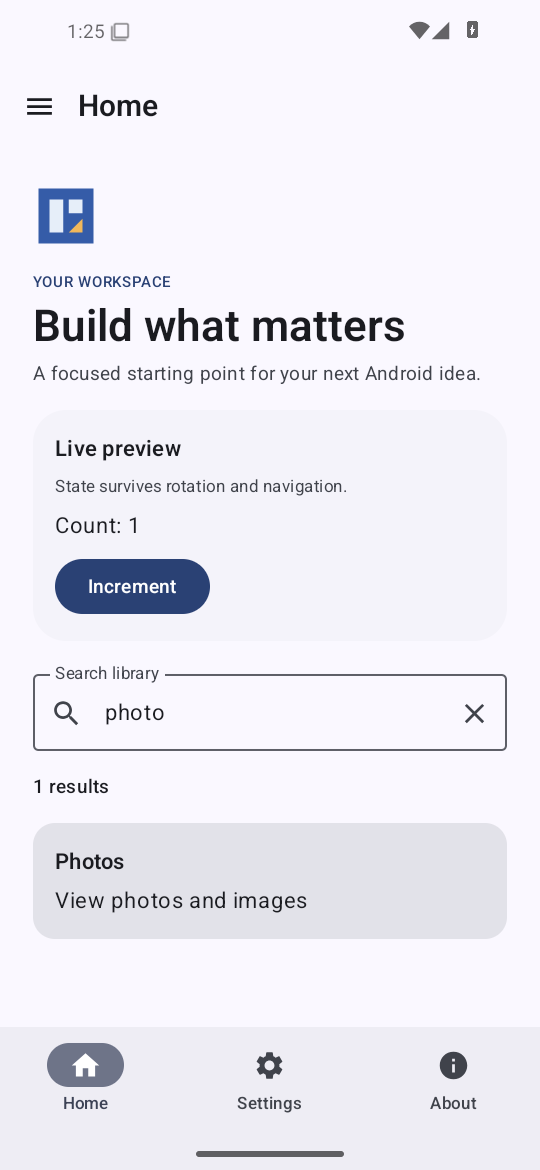 1:25
Home
YOUR WORKSPACE
Build what matters
A focused starting point for your next Android idea.
Live preview
State survives rotation and navigation.
Count: 1
Increment
Search library
photo
1 results
Photos
View photos and images
Home
Settings
About